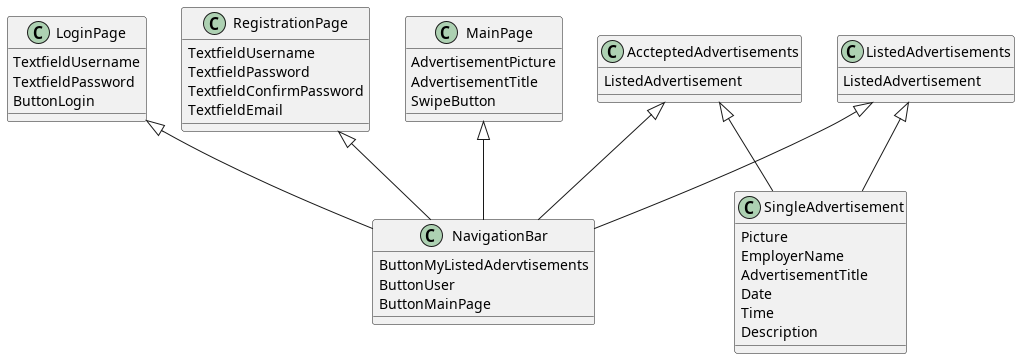 C LoginPage
TextfieldUsername
TextfieldPassword
ButtonLogin
C RegistrationPage
TextfieldUsername
TextfieldPassword
TextfieldConfirmPassword
TextfieldEmail
C MainPage
AdvertisementPicture
AdvertisementTitle
SwipeButton
C AccteptedAdvertisements
ListedAdvertisement
C ListedAdvertisements
ListedAdvertisement
C NavigationBar
ButtonMyListedAdervtisements
ButtonUser
ButtonMainPage
C SingleAdvertisement
Picture
EmployerName
AdvertisementTitle
Date
Time
Description